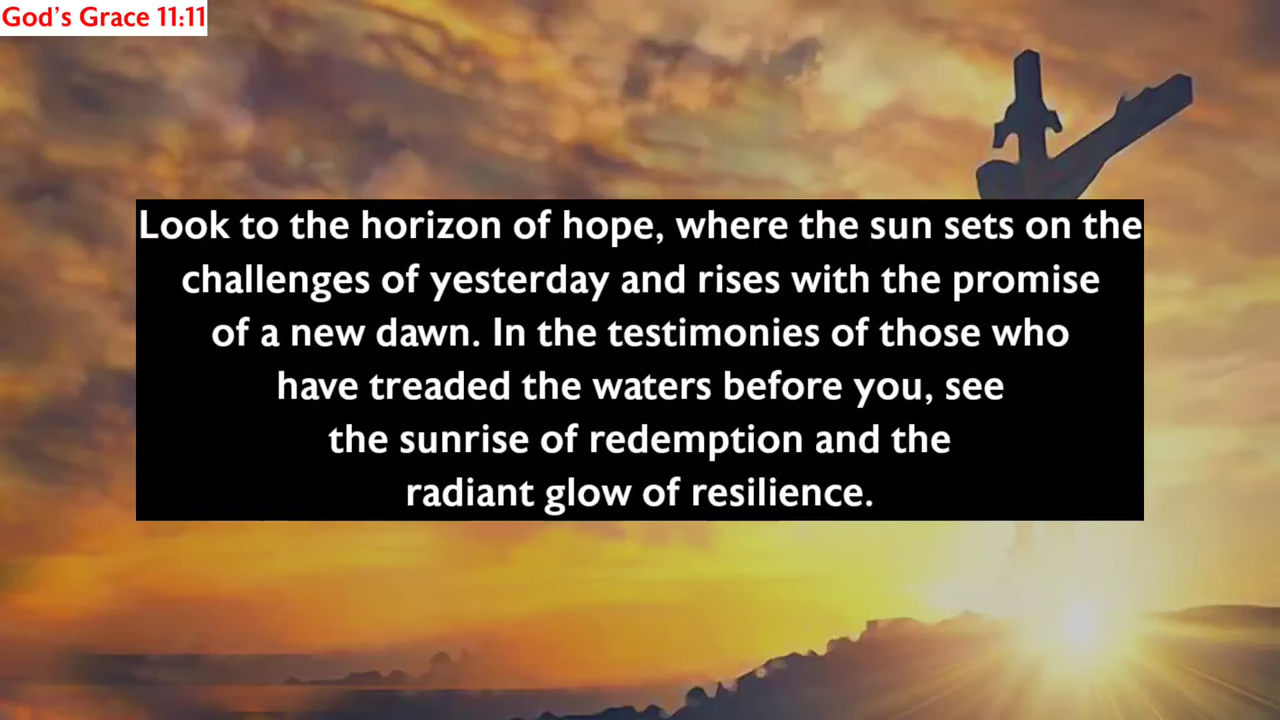 God's Grace 11:11
Look to the horizon of hope, where the sun sets on the
challenges of yesterday and rises with the promise
of a new dawn. In the testimonies of those who
have treaded the waters before you, see
the sunrise of redemption and the
radiant glow of resilience.